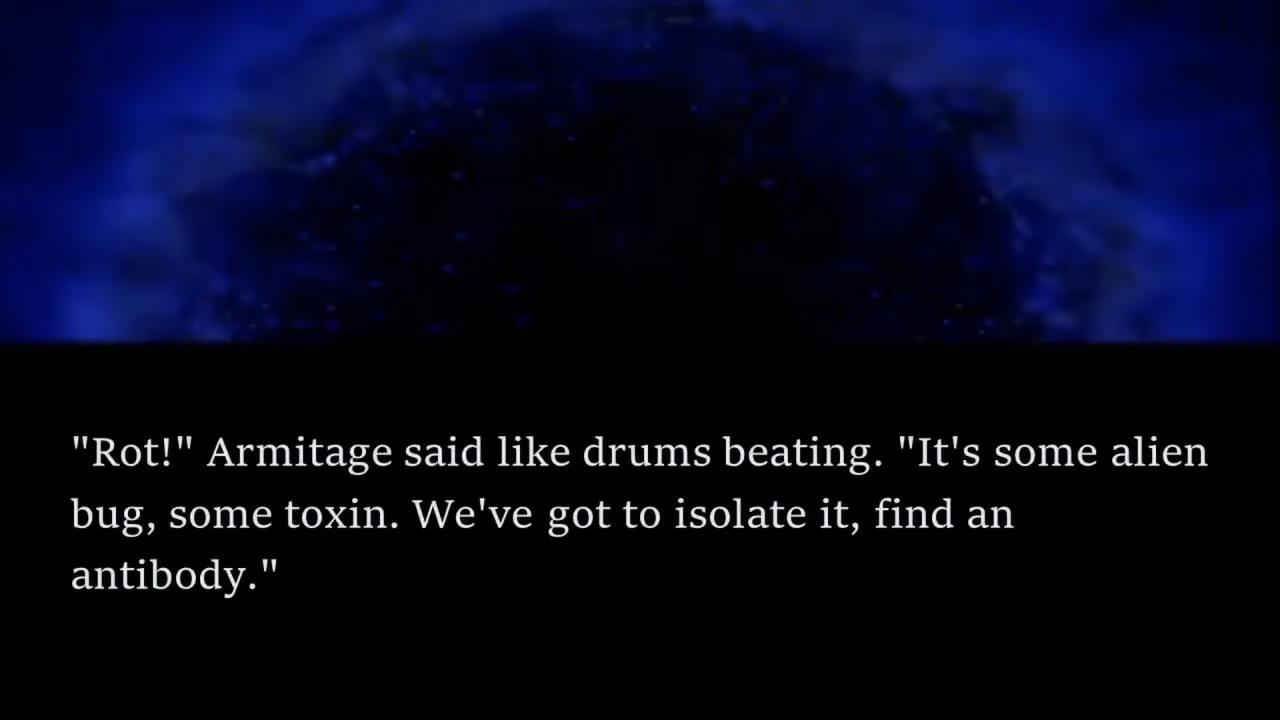 "Rot!" Armitage said like drums beating. "It's some alien
bug, some toxin. We've got to isolate it, find an
antibody."